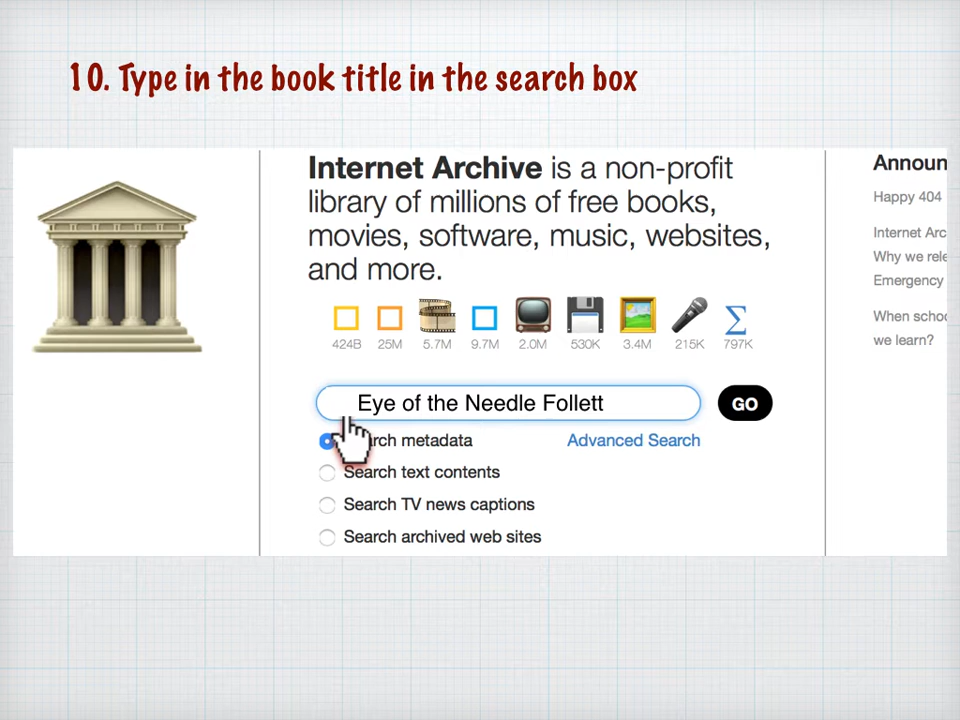 10. Type in the book title in the search box
Internet Archive is a non-profit
library of millions of free books,
movies, software, music, websites,
and more.
424B 25M 5.7M 9.7M 2.0M 530K 3.4M 215K 797K
Eye of the Needle Follett
GO
rch metadata
Advanced Search
Search text contents
Search TV news captions
Search archived web sites
Announ
Happy 404
Internet Arc
Why we rele
Emergency
When schoo
we learn?